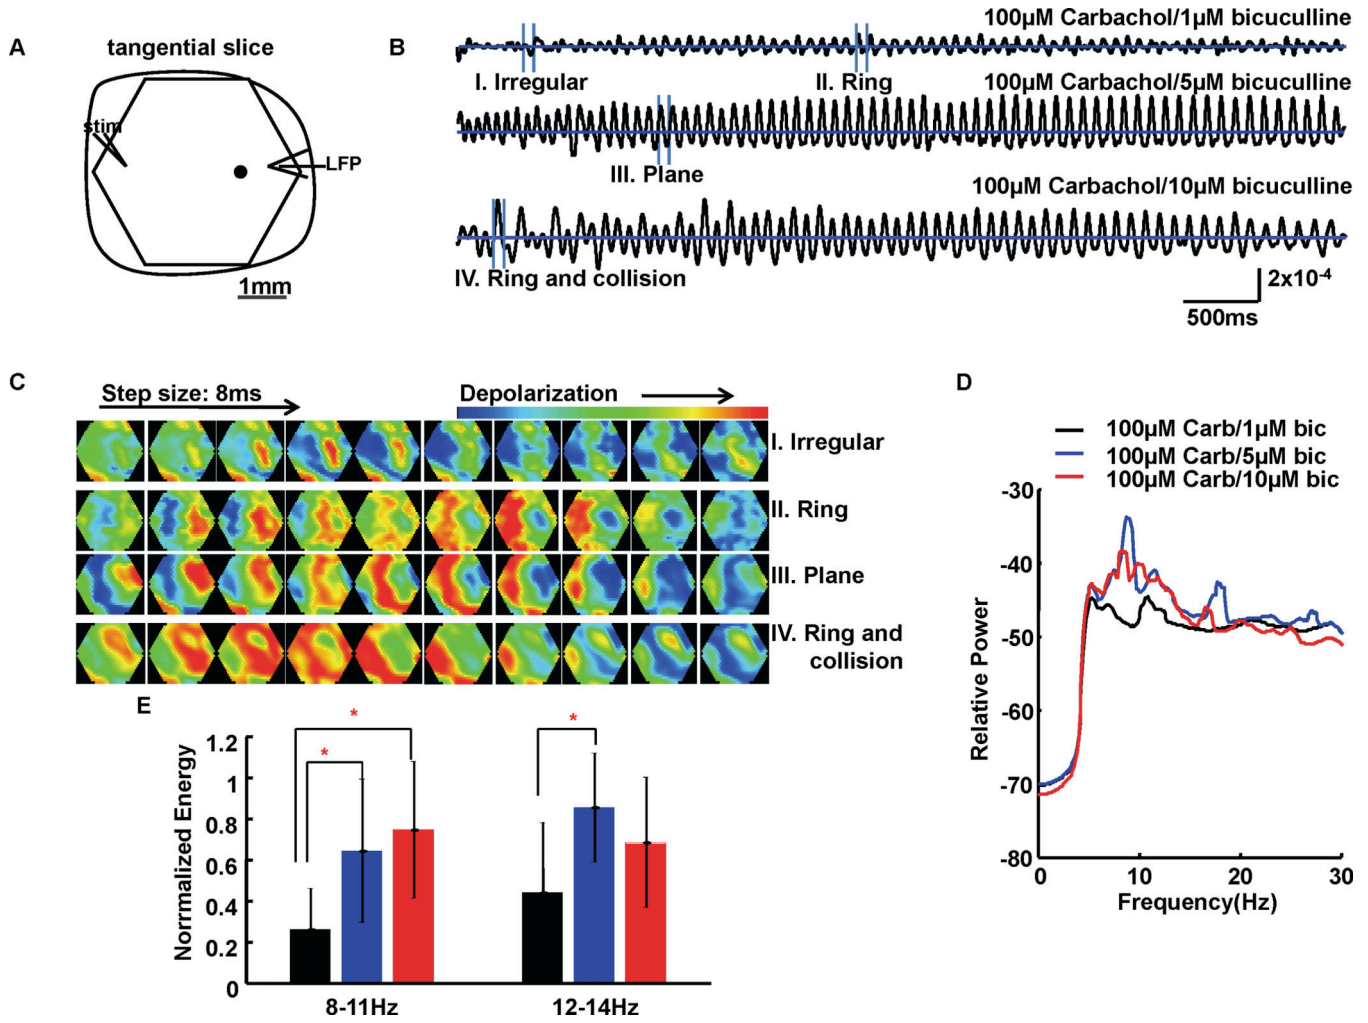 A
tangential slice
stim
LFP
1mm
B
100µM Carbachol/1µM bicuculline
I. Irregular
II. Ring
100µM Carbachol/5µM bicuculline
III. Plane
100µM Carbachol/10µM bicuculline
IV. Ring and collision
2x10-4
500ms
C
Step size: 8ms
Depolarization
I. Irregular
II. Ring
III. Plane
IV. Ring and
collision
D
100µM Carb/1µM bic
100µM Carb/5µM bic
100µM Carb/10µM bic
-30
-40
-50
-60
-70
-80
Relative Power
0
10
20
30
Frequency(Hz)
E
*
*
*
1.2
1
0.8
0.6
0.4
0.2
0
Norrmalized Energy
8-11Hz
12-14Hz